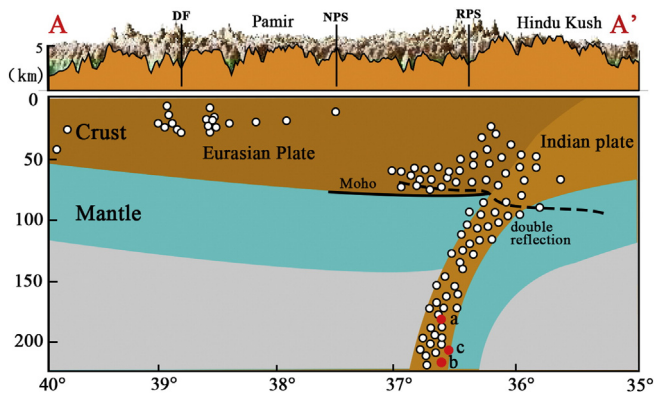 A DF Pamir NPS RPS Hindu Kush A'
5
(km)
0
0
Crust
Eurasian Plate
Indian plate
50
Moho
Mantle
100
double
reflection
150
a
c
b
200
40° 39° 38° 37° 36° 35°